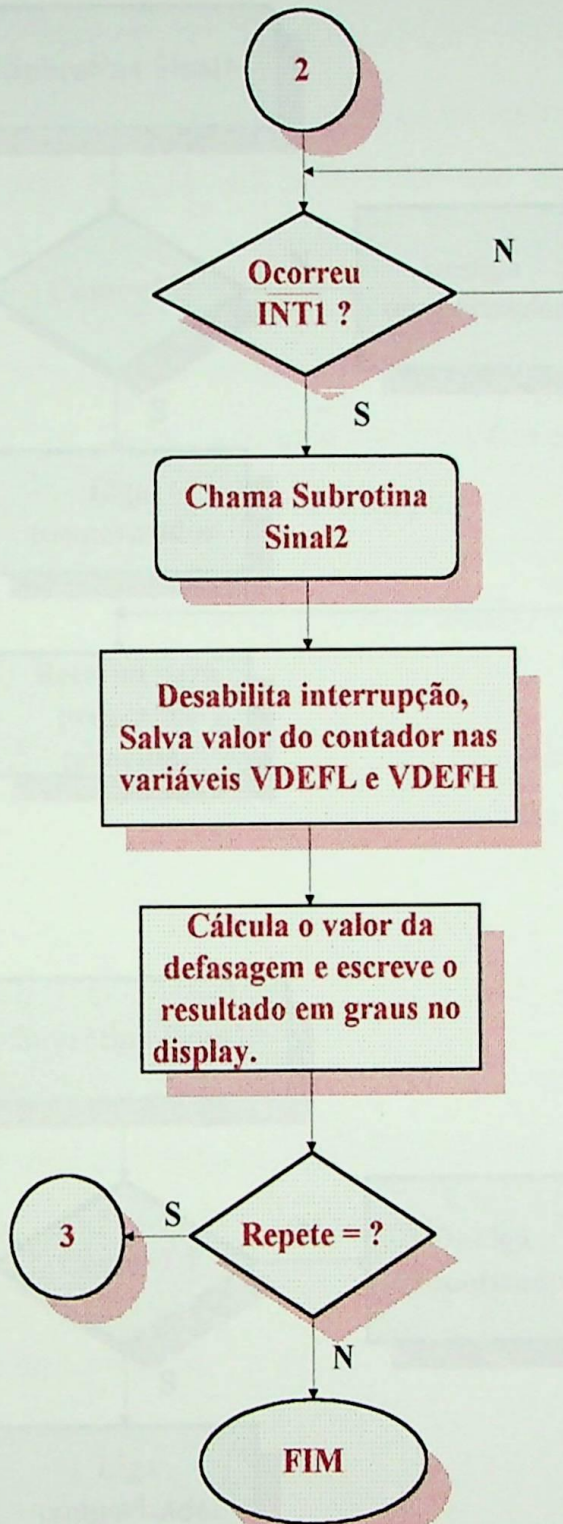 2
Ocorreu
INT1 ?
N
S
Chama Subrotina
Sinal2
Desabilita interrupção,
Salva valor do contador nas
variáveis VDEFL e VDEFH
Cálcula o valor da
defasagem e escreve o
resultado em graus no
display.
Repete = ?
S
3
N
FIM